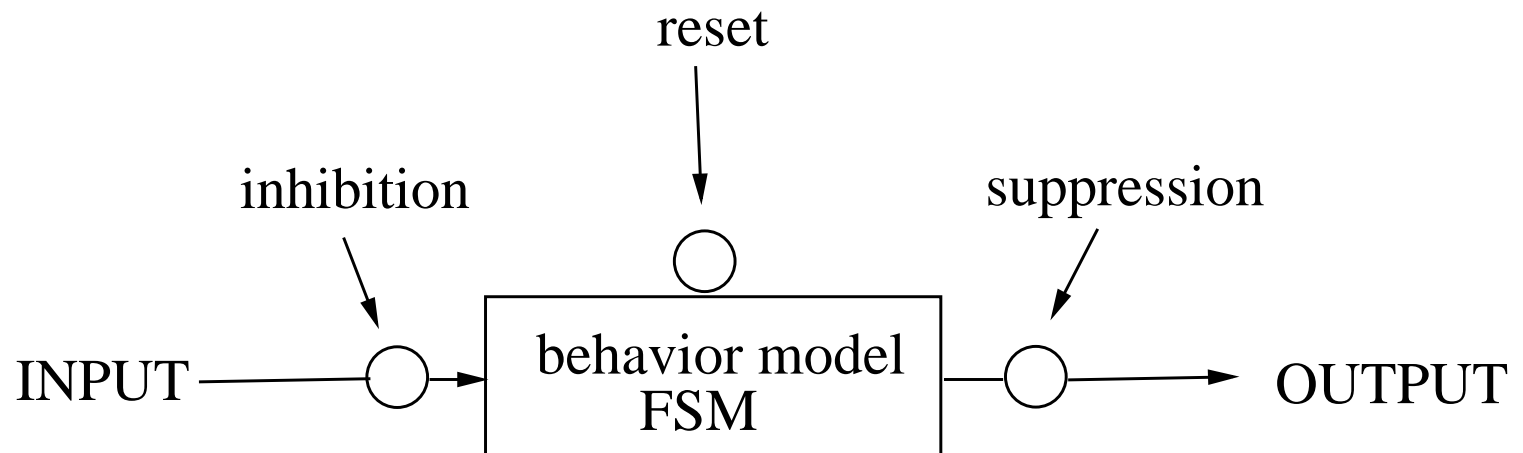 reset
inhibition
suppression
behavior model
FSM
INPUT
OUTPUT